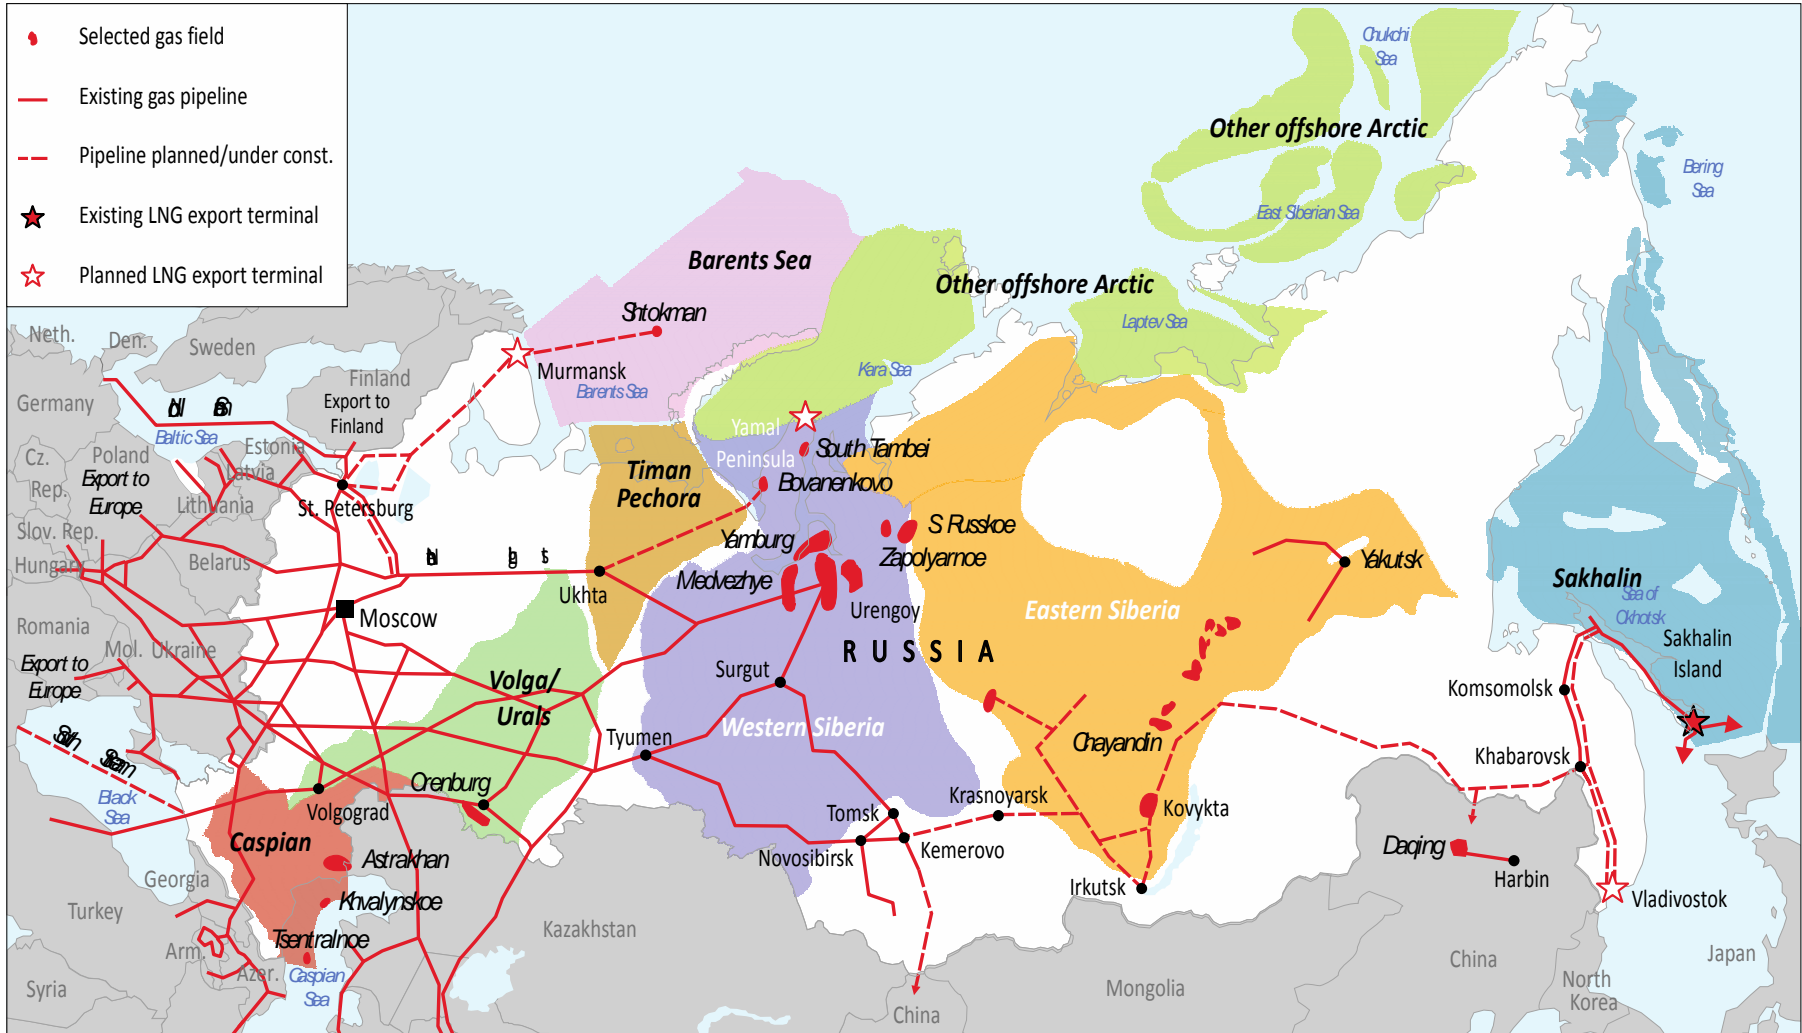 Selected gas field
Existing gas pipeline
Pipeline planned/under const.
Existing LNG export terminal
Planned LNG export terminal
Chukchi
Sea
Other offshore Arctic
Bering
Sea
East Siberian Sea
Barents Sea
Other offshore Arctic
Shtokman
Laptev Sea
Neth.
Den.
Sweden
Murmansk
Barents Sea
Kara Sea
Finland
Germany
Export to
Finland
Baltic Sea
Yamal
Peninsula
South Tambei
Estonia
Cz.
Rep.
Poland
Latvia
Export to
Europe
Lithuania
Timan
Pechora
Bovanenkovo
St. Petersburg
Slov. Rep.
Hungary
Belarus
Yamburg
S Russkoe
Zapolyarnoe
Yakutsk
Medvezhye
Ukhta
Urengoy
Eastern Siberia
Sakhalin
Sea of
Okhotsk
Moscow
Romania
Mol.
Ukraine
RUSSIA
Sakhalin
Island
Export to
Europe
Volga/
Urals
Surgut
Komsomolsk
Western Siberia
Tyumen
Chayandin
Khabarovsk
Orenburg
Black
Sea
Volgograd
Krasnoyarsk
Kovykta
Tomsk
Caspian
Astrakhan
Novosibirsk
Kemerovo
Daqing
Harbin
Georgia
Irkutsk
Vladivostok
Khvalynskoe
Turkey
Tsentralnoe
Kazakhstan
Arm.
Azer.
Caspian
Sea
Syria
China
Mongolia
China
North
Korea
Japan